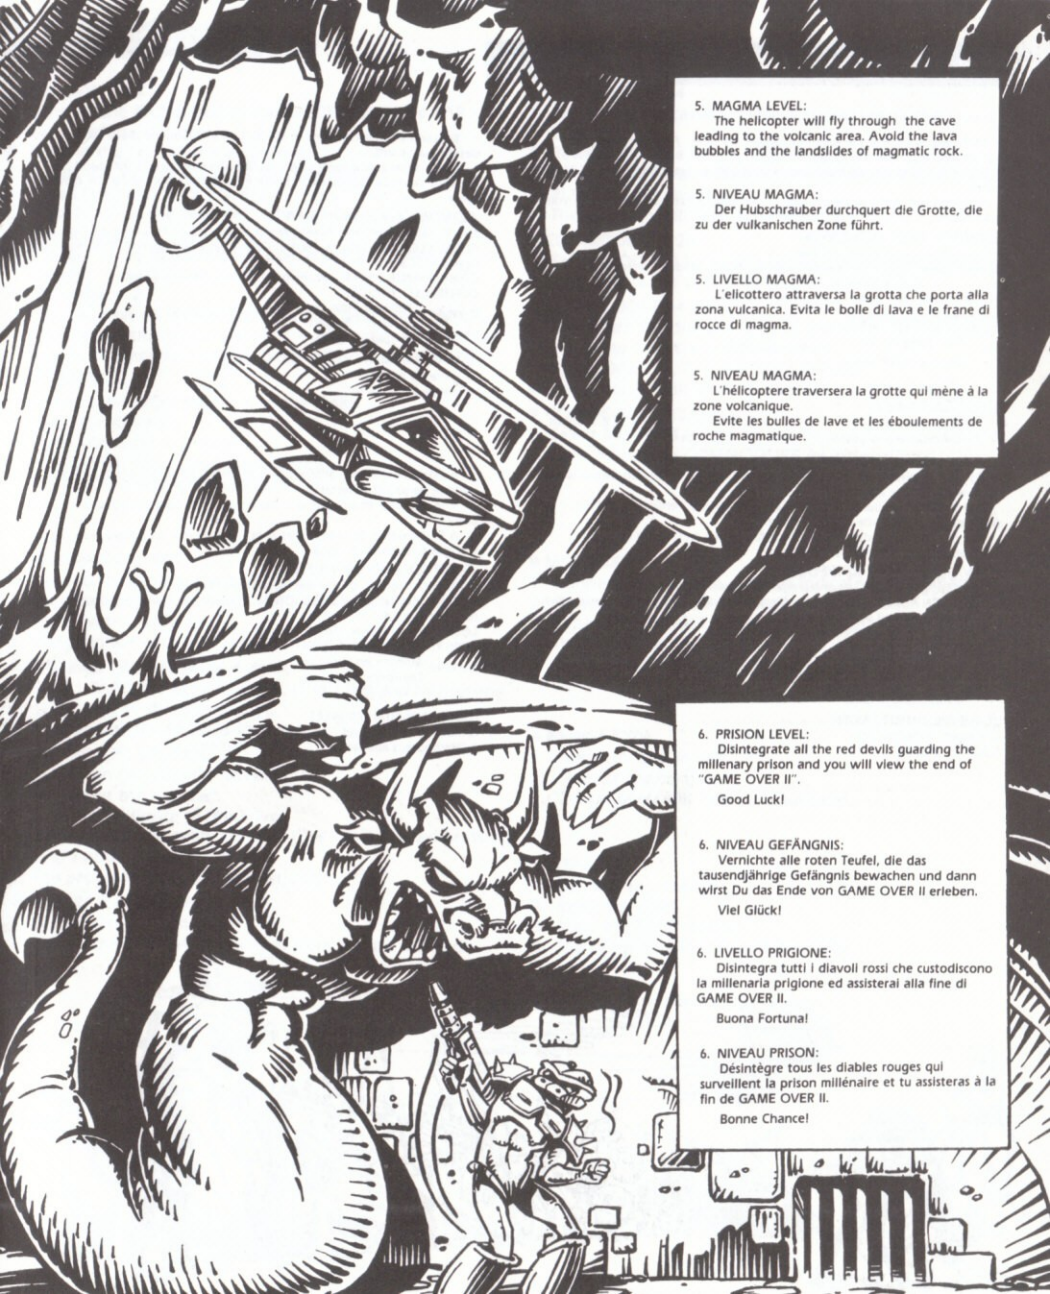 5. MAGMA LEVEL:
The helicopter will fly through the cave
leading to the volcanic area. Avoid the lava
bubbles and the landslides of magmatic rock.
5. NIVEAU MAGMA:
Der Hubschrauber durchquert die Grotte, die
zu der vulkanischen Zone führt.
5. LIVELLO MAGMA:
L'elicottero attraversa la grotta che porta alla
zona vulcanica. Evita le bolle di lava e le frane di
rocce di magma.
5. NIVEAU MAGMA:
L'hélicoptere traversera la grotte qui mène à la
zone volcanique.
Evite les bulles de lave et les éboulements de
roche magmatique.
6. PRISION LEVEL:
Disintegrate all the red devils guarding the
millenary prison and you will view the end of
"GAME OVER II".
Good Luck!
6. NIVEAU GEFÄNGNIS:
Vernichte alle roten Teufel, die das
tausendjährige Gefängnis bewachen und dann
wirst Du das Ende von GAME OVER II erleben.
Viel Glück!
6. LIVELLO PRIGIONE:
Disintegra tutti i diavoli rossi che custodiscono
la millenaria prigione ed assisterai alla fine di
GAME OVER II.
Buona Fortuna!
6. NIVEAU PRISON:
Désintègre tous les diables rouges qui
surveillent la prison millénaire et tu assisteras à la
fin de GAME OVER II.
Bonne Chance!